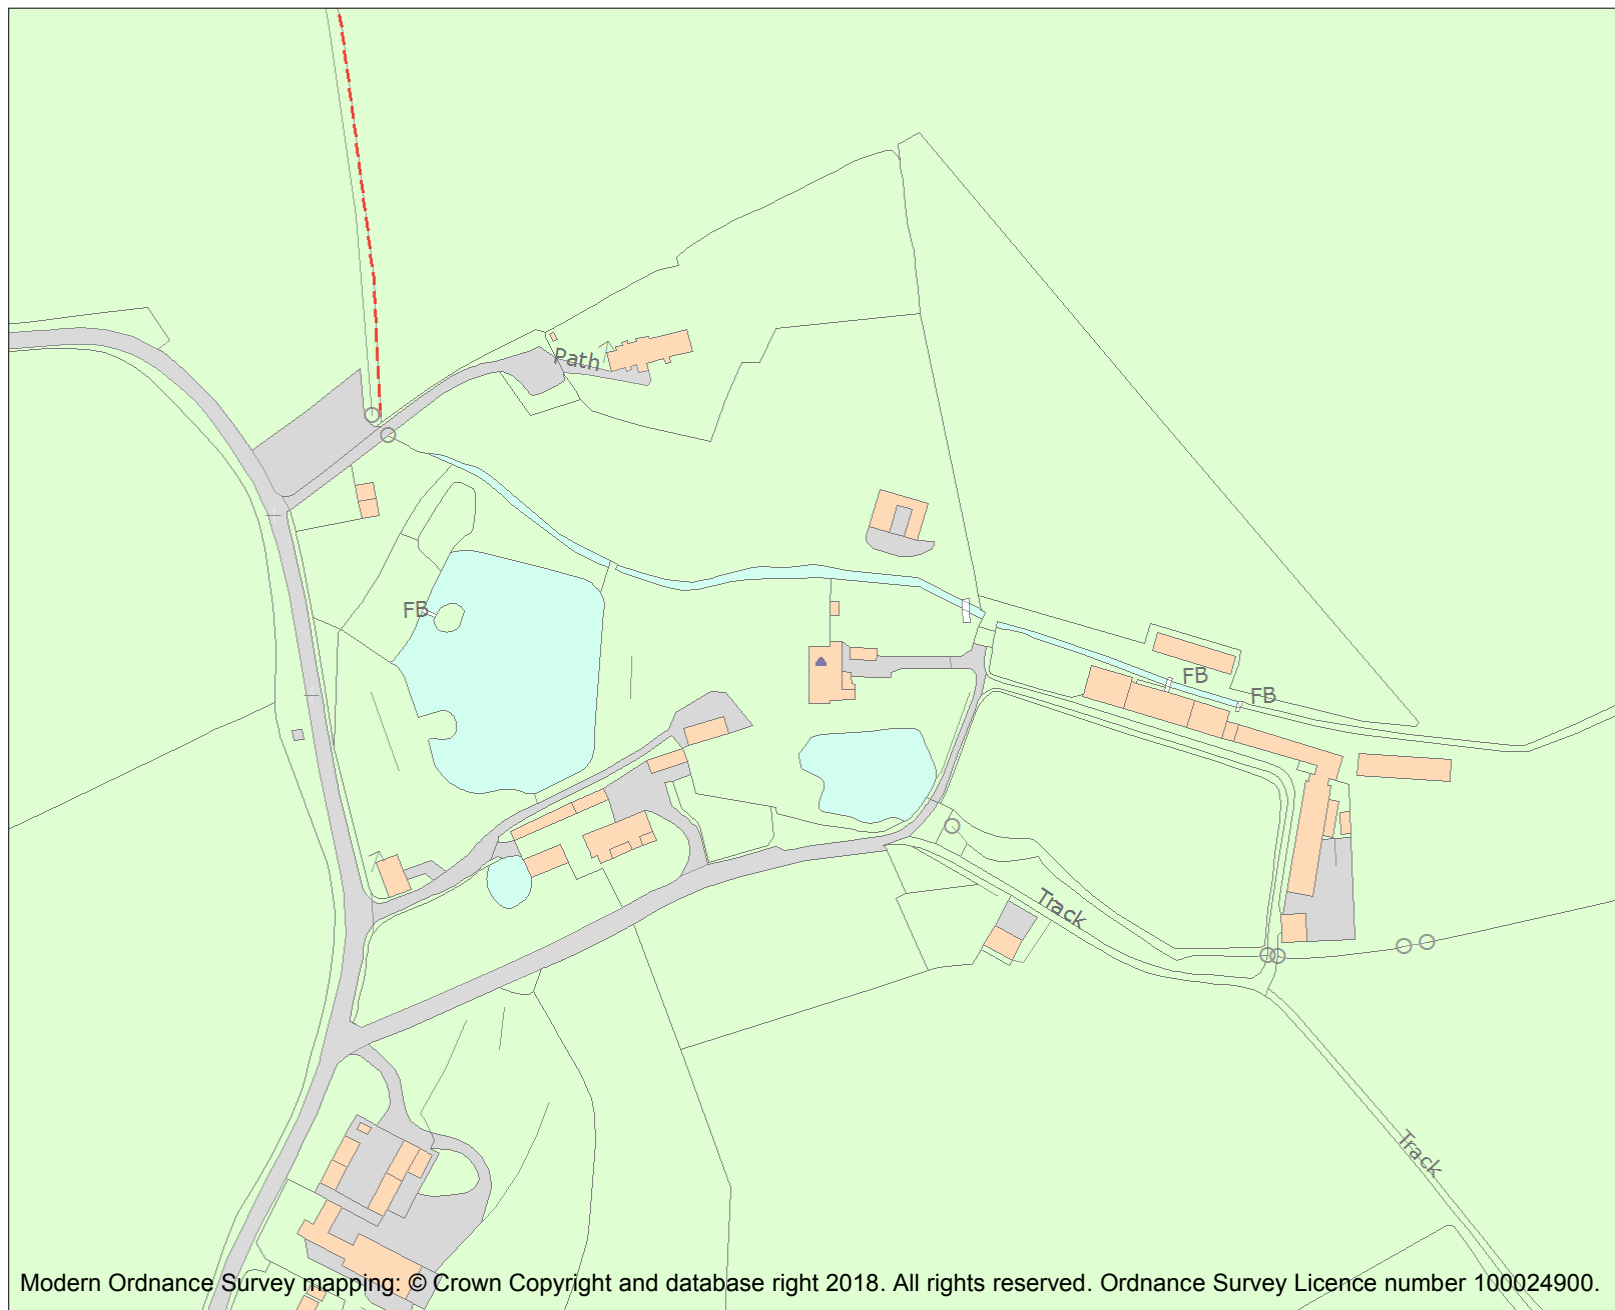 Path
FB
FB
FB
Track
Track
Modern Ordnance Survey mapping: © Crown Copyright and database right 2018. All rights reserved. Ordnance Survey Licence number 100024900.